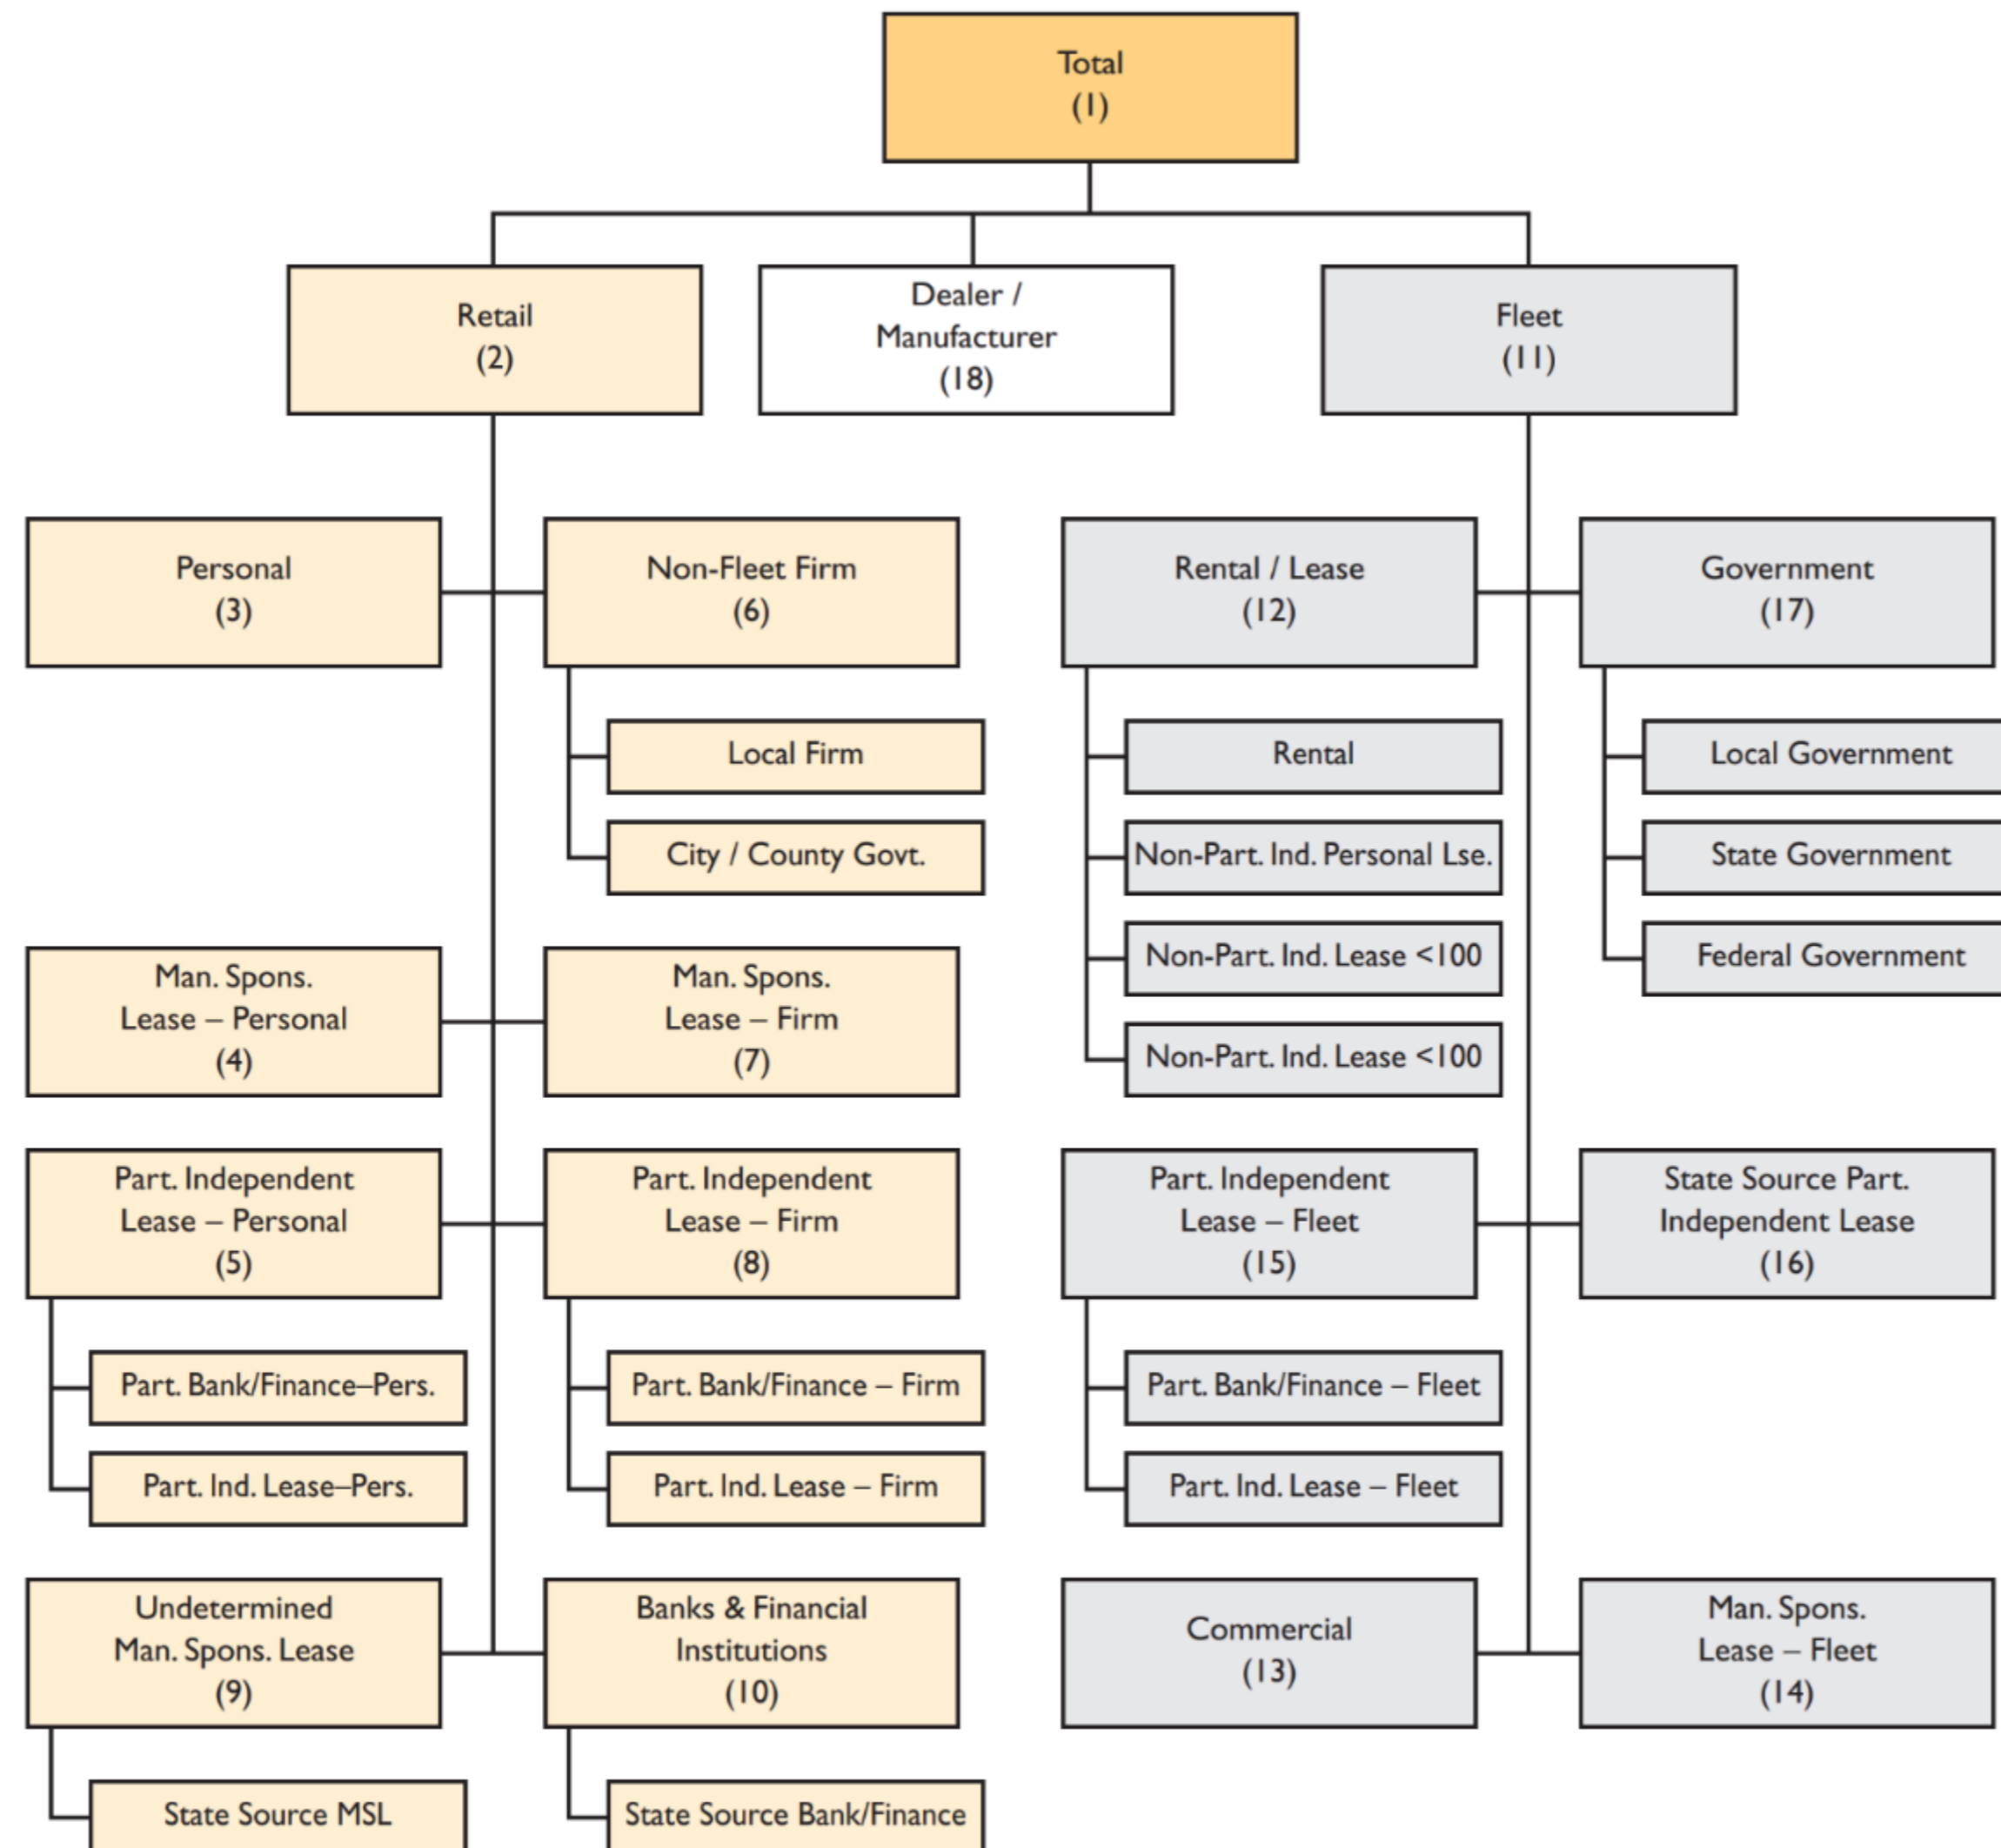 Total
(1)
Retail
(2)
Dealer /
Manufacturer
(18)
Fleet
(11)
Personal
(3)
Non-Fleet Firm
(6)
Rental / Lease
(12)
Government
(17)
Local Firm
Rental
Local Government
City / County Govt.
Non-Part. Ind. Personal Lse.
State Government
Non-Part. Ind. Lease <100
Federal Government
Non-Part. Ind. Lease <100
Man. Spons.
Lease – Personal
(4)
Man. Spons.
Lease – Firm
(7)
Part. Independent
Lease – Personal
(5)
Part. Independent
Lease – Firm
(8)
Part. Independent
Lease – Fleet
(15)
State Source Part.
Independent Lease
(16)
Part. Bank/Finance–Pers.
Part. Bank/Finance – Firm
Part. Bank/Finance – Fleet
Part. Ind. Lease–Pers.
Part. Ind. Lease – Firm
Part. Ind. Lease – Fleet
Undetermined
Man. Spons. Lease
(9)
Banks & Financial
Institutions
(10)
Commercial
(13)
Man. Spons.
Lease – Fleet
(14)
State Source MSL
State Source Bank/Finance